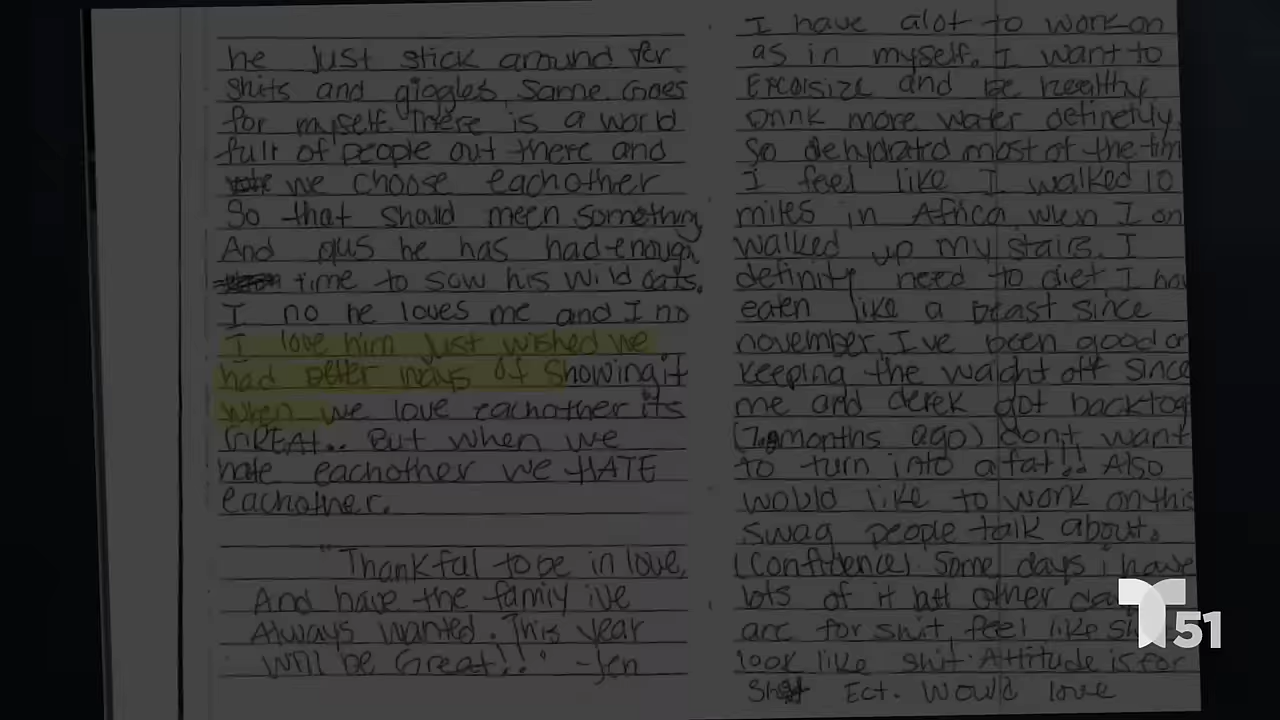 he just stick around for
shits and giggles. Same Goes
for myself. There is a world
full of people out there and
we choose eachother
So that should meen something
And plus he has had enough
time to sow his wild oats.
I no he loves me and I no
I love him just wished we
had better ways of showing it
when we love eachother its
GREAT.. But when we
hate eachother we HATE
eachother.
"Thankful to be in love,
And have the family ive
Always wanted. This year
will be Great!!" -Jen
I have alot to work on
as in myself. I want to
Excersize and be healthy
Drink more water definetly
So dehydrated most of the tim
I feel like I walked 10
miles in Africa when I on
walked up my stairs. I
definitly need to diet I hav
eaten like a beast since
november. I've been good on
keeping the waight off since
me and derek got backtog
months ago) don't want
to turn into a fat!! Also
would like to work on this
swag people talk about.
(Confidence) Some days i have
lots of it but other da
are for shit, feel like Sh
look like shit. Attitude is for
Ect. Would love
T 51